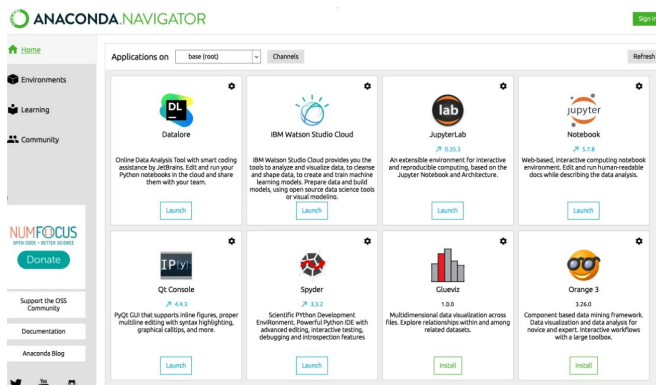 ANACONDA.NAVIGATOR
Sign in
Home
Environments
Learning
Community
NUMFOCUS
OPEN CODE = BETTER SCIENCE
Donate
Support the OSS
Community
Documentation
Anaconda Blog
You
Applications on
base (root)
Channels
Refresh
DL
Datalore
Online Data Analysis Tool with smart coding
assistance by JetBrains. Edit and run your
Python notebooks in the cloud and share
them with your team.
Launch
IBM Watson Studio Cloud
IBM Watson Studio Cloud provides you the
tools to analyze and visualize data, to cleanse
and shape data, to create and train machine
learning models. Prepare data and build
models, using open source data science tools
or visual modeling.
Launch
lab
JupyterLab
0.35.3
An extensible environment for interactive
and reproducible computing, based on the
Jupyter Notebook and Architecture.
Launch
jupyter
Notebook
5.7.8
Web-based, interactive computing notebook
environment. Edit and run human-readable
docs while describing the data analysis.
Launch
IP[y]:
Qt Console
4.4.3
PyQt GUI that supports inline figures, proper
multiline editing with syntax highlighting,
graphical calltips, and more.
Launch
Spyder
3.3.2
Scientific PYthon Development
EnviRonment. Powerful Python IDE with
advanced editing, interactive testing,
debugging and introspection features
Launch
Glueviz
1.0.0
Multidimensional data visualization across
files. Explore relationships within and among
related datasets.
Install
Orange 3
3.26.0
Component based data mining framework.
Data visualization and data analysis for
novice and expert. Interactive workflows
with a large toolbox.
Install